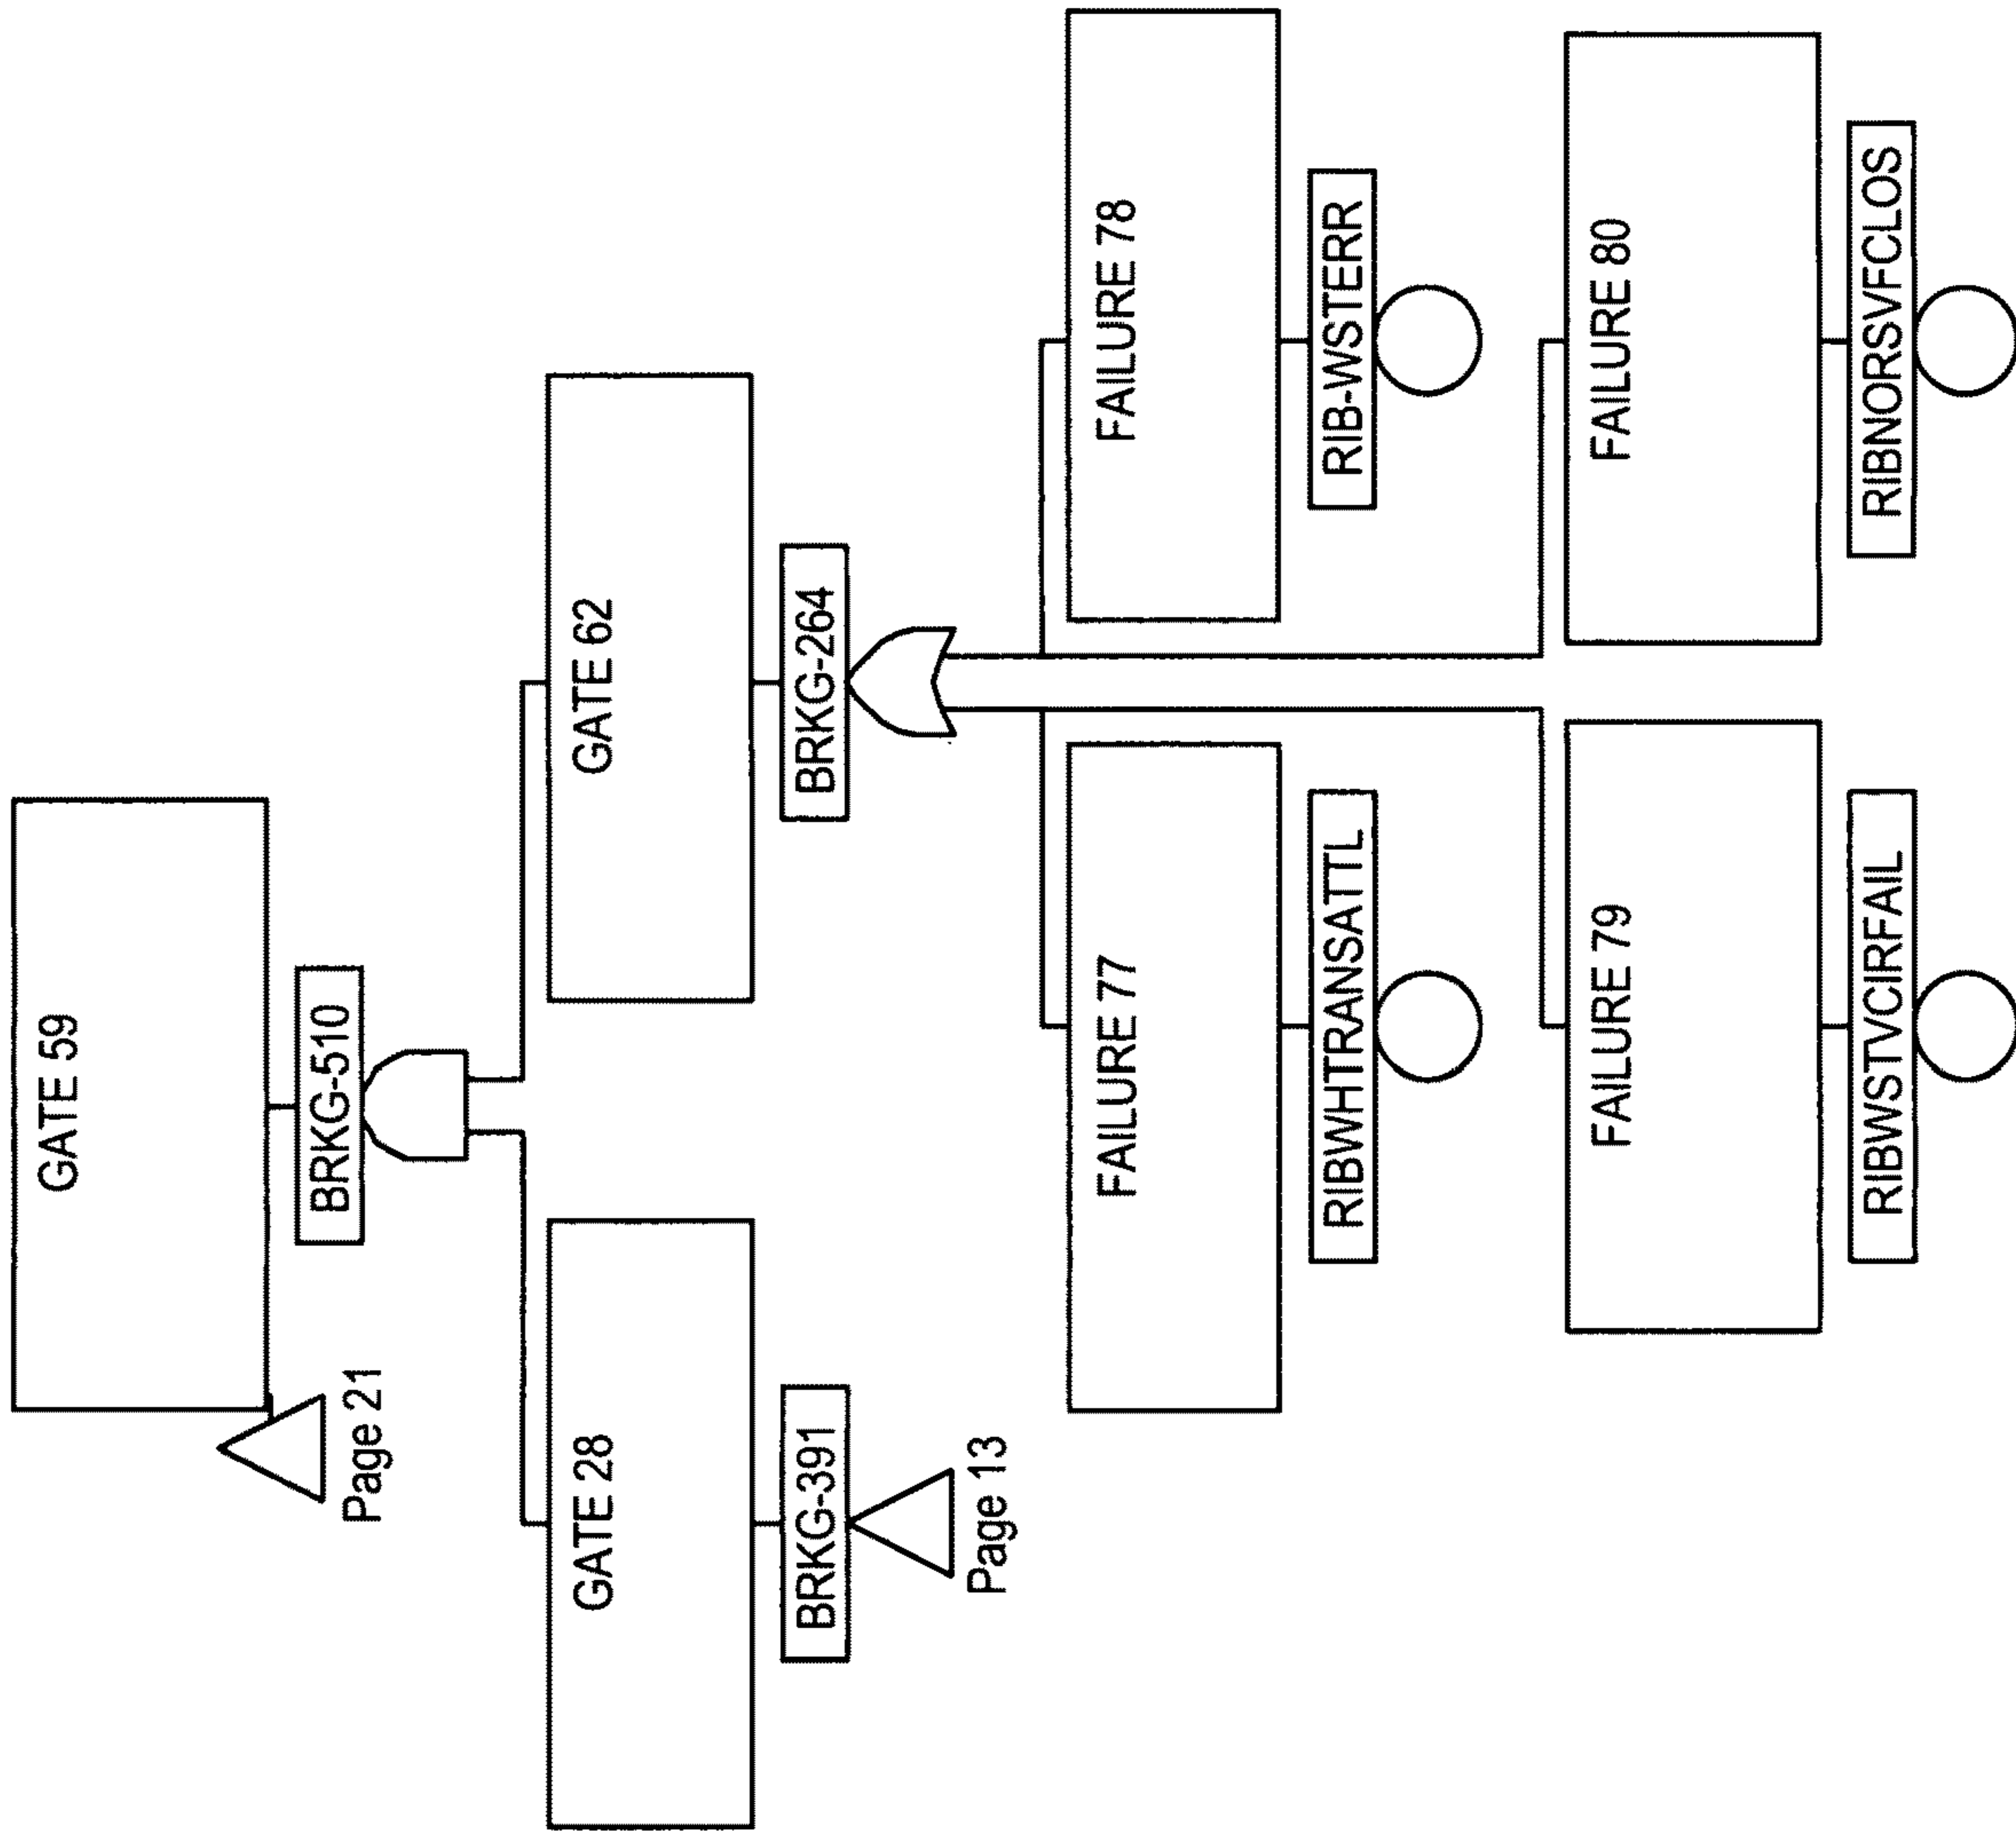 GATE 59
BRKG-510
Page 21
GATE 28
BRKG-391
Page 13
GATE 62
BRKG-264
FAILURE 77
RIBWHTRANSATTL
FAILURE 78
RIB-WSTERR
FAILURE 79
RIBWSTVCIRFAIL
FAILURE 80
RIBNORSVFCLOS